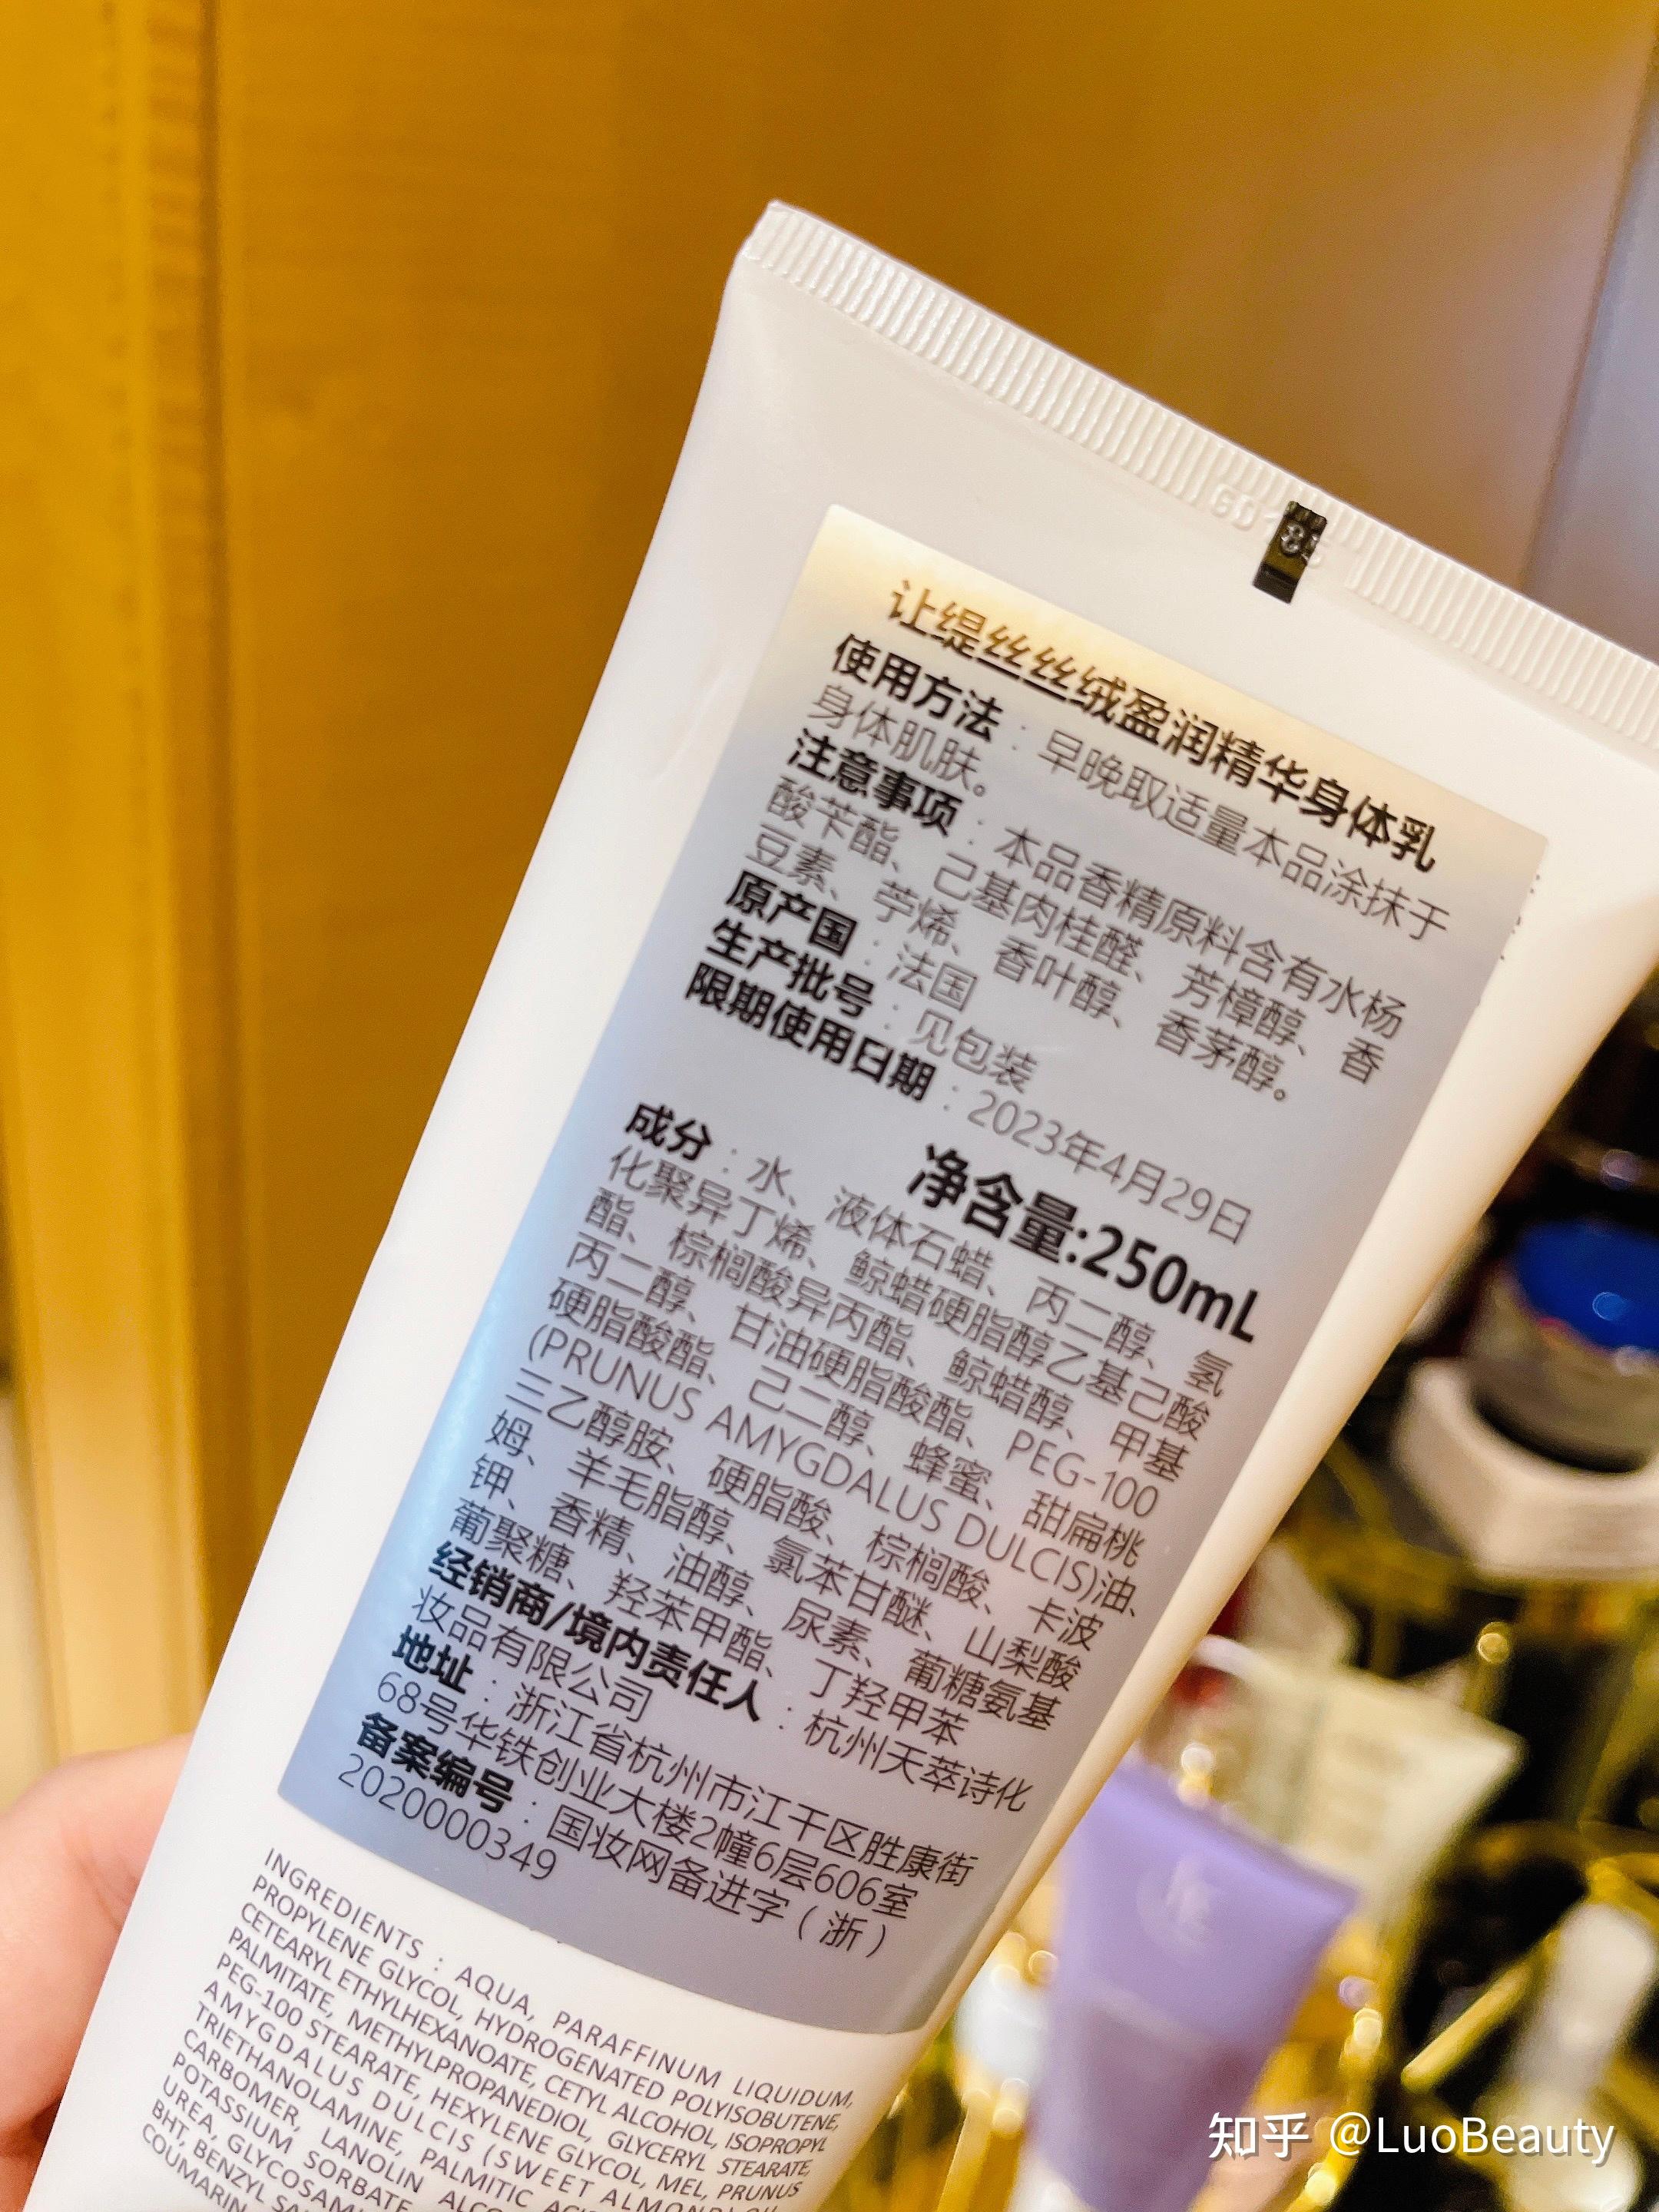 让缇丝丝绒盈润精华身体乳
使用方法：早晚取适量本品涂抹于
身体肌肤。
注意事项：本品香精原料含有水杨
酸苄酯、己基肉桂醛、芳樟醇、香
豆素、苧烯、香叶醇、香茅醇。
原产国：法国
生产批号：见包装
限期使用日期：2023年4月29日
净含量:250mL
成分：水、液体石蜡、丙二醇、氢
化聚异丁烯、鲸蜡硬脂醇乙基己酸
酯、棕榈酸异丙酯、鲸蜡醇、甲基
丙二醇、甘油硬脂酸酯、PEG-100
硬脂酸酯、己二醇、蜂蜜、甜扁桃
(PRUNUS AMYGDALUS DULCIS)油、
三乙醇胺、硬脂酸、棕榈酸、卡波
姆、羊毛脂醇、氯苯甘醚、山梨酸
钾、香精、油醇、尿素、葡糖氨基
葡聚糖、羟苯甲酯、丁羟甲苯
经销商/境内责任人：杭州天萃诗化
妆品有限公司
地址：浙江省杭州市江干区胜康街
68号华铁创业大楼2幢6层606室
备案编号：国妆网备进字（浙）
2020000349
INGREDIENTS : AQUA, PARAFFINUM LIQUIDUM,
PROPYLENE GLYCOL, HYDROGENATED POLYISOBUTENE,
CETEARYL ETHYLHEXANOATE, CETYL ALCOHOL, ISOPROPYL
PALMITATE, METHYLPROPANEDIOL, GLYCERYL STEARATE,
PEG-100 STEARATE, HEXYLENE GLYCOL, MEL, PRUNUS
AMYGDALUS DULCIS (SWEET ALMOND)
TRIETHANOLAMINE, PALMITIC
CARBOMER, LANOLIN
POTASSIUM SORBATE
UREA,
BHT, BENZYL
COUMARIN
知乎 @LuoBeauty